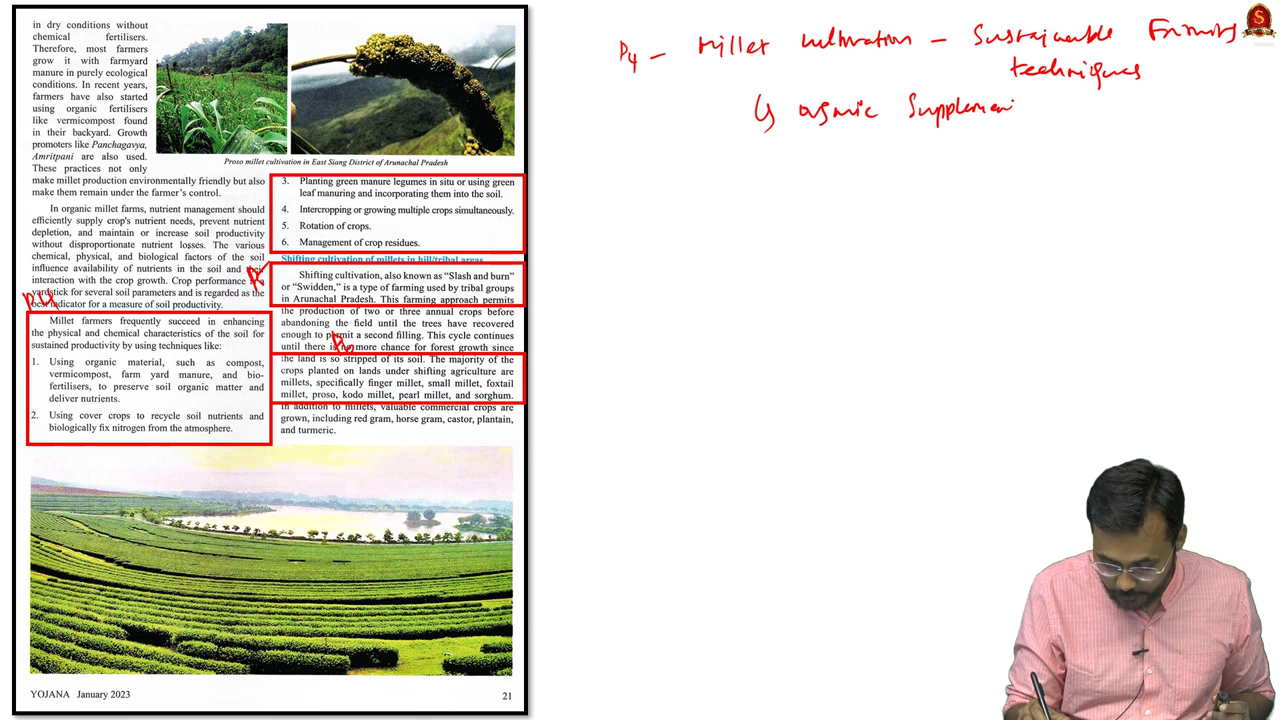 in dry conditions without
chemical fertilisers.
Therefore, most farmers
grow it with farmyard
manure in purely ecological
conditions. In recent years,
farmers have also started
using organic fertilisers
like vermicompost found
in their backyard. Growth
promoters like Panchagavya,
Amritpani are also used.
These practices not only
make millet production environmentally friendly but also
make them remain under the farmer's control.
In organic millet farms, nutrient management should
efficiently supply crop's nutrient needs, prevent nutrient
depletion, and maintain or increase soil productivity
without disproportionate nutrient losses. The various
chemical, physical, and biological factors of the soil
influence availability of nutrients in the soil and their
interaction with the crop growth. Crop performance is a
yardstick for several soil parameters and is regarded as the
best indicator for a measure of soil productivity.
P4
Millet farmers frequently succeed in enhancing
the physical and chemical characteristics of the soil for
sustained productivity by using techniques like:
1. Using organic material, such as compost,
vermicompost, farm yard manure, and bio-
fertilisers, to preserve soil organic matter and
deliver nutrients.
2. Using cover crops to recycle soil nutrients and
biologically fix nitrogen from the atmosphere.
Proso millet cultivation in East Siang District of Arunachal Pradesh
3. Planting green manure legumes in situ or using green
leaf manuring and incorporating them into the soil.
4. Intercropping or growing multiple crops simultaneously.
5. Rotation of crops.
6. Management of crop residues.
Shifting cultivation of millets in hill/tribal areas
Shifting cultivation, also known as "Slash and burn"
or "Swidden," is a type of farming used by tribal groups
in Arunachal Pradesh. This farming approach permits
the production of two or three annual crops before
abandoning the field until the trees have recovered
enough to permit a second filling. This cycle continues
until there is no more chance for forest growth since
the land is so stripped of its soil. The majority of the
crops planted on lands under shifting agriculture are
millets, specifically finger millet, small millet, foxtail
millet, proso, kodo millet, pearl millet, and sorghum.
In addition to millets, valuable commercial crops are
grown, including red gram, horse gram, castor, plantain,
and turmeric.
YOJANA January 2023
21
P4 - Millet cultivation - Sustainable Farming
techniques
organic Supplemen